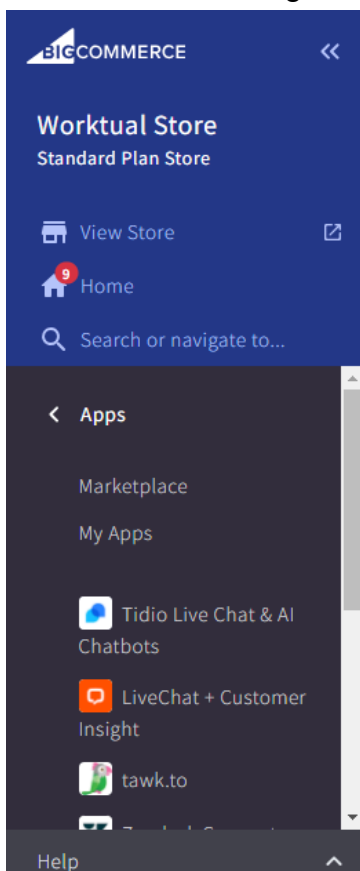 BIGCOMMERCE
Worktual Store
Standard Plan Store
View Store
9
Home
Search or navigate to...
Apps
Marketplace
My Apps
Tidio Live Chat & AI
Chatbots
LiveChat + Customer
Insight
tawk.to
Help